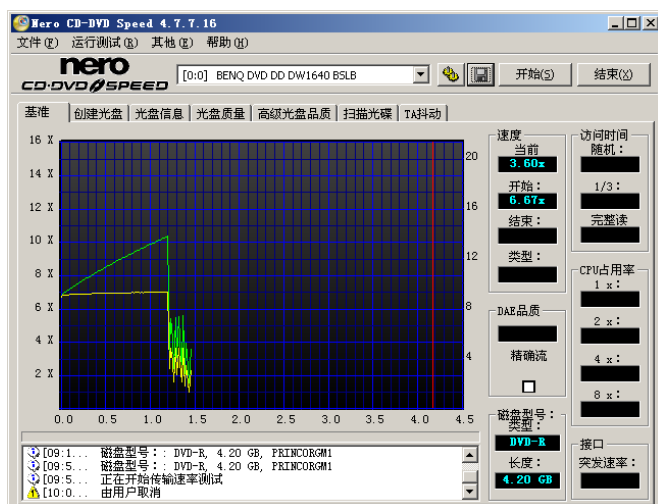 Nero CD-DVD Speed 4.7.7.16
文件(F) 运行测试(R) 其他(E) 帮助(H)
nero
CD·DVD SPEED
[0:0] BENQ DVD DD DW1640 BSLB
开始(S) 结束(X)
基准 创建光盘 光盘信息 光盘质量 高级光盘品质 扫描光碟 TA抖动
16 X
14 X
12 X
10 X
8 X
6 X
4 X
2 X
20
16
12
8
4
0.0 0.5 1.0 1.5 2.0 2.5 3.0 3.5 4.0 4.5
速度
当前
3.60x
开始：
6.67x
结束：
类型：
访问时间
随机：
1/3：
完整读
CPU占用率
1 x：
2 x：
4 x：
8 x：
DAE品质
精确流
磁盘型号：
类型：
DVD-R
长度：
4.20 GB
接口
突发速率：
[09:1... 磁盘型号：: DVD-R, 4.20 GB, PRINCORGM1
[09:5... 磁盘型号：: DVD-R, 4.20 GB, PRINCORGM1
[09:5... 正在开始传输速率测试
[10:0... 由用户取消